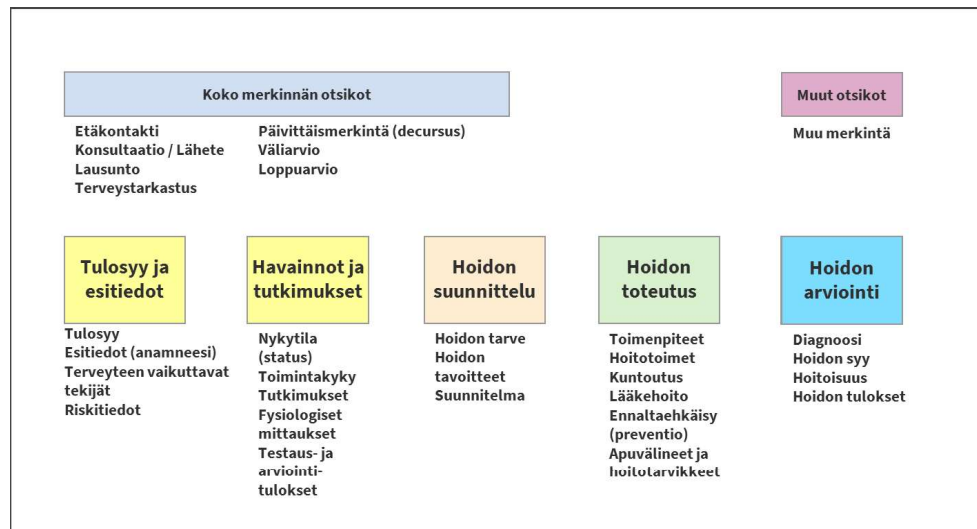 Koko merkinnän otsikot
Muut otsikot
Etäkontakti
Konsultaatio / Lähete
Lausunto
Terveystarkastus
Päivittäismerkintä (decursus)
Väliarvio
Loppuarvio
Muu merkintä
Tulosyy ja
esitiedot
Tulosyy
Esitiedot (anamneesi)
Terveyteen vaikuttavat
tekijät
Riskitiedot
Havainnot ja
tutkimukset
Nykytila
(status)
Toimintakyky
Tutkimukset
Fysiologiset
mittaukset
Testaus- ja
arviointi-
tulokset
Hoidon
suunnittelu
Hoidon tarve
Hoidon
tavoitteet
Suunnitelma
Hoidon
toteutus
Toimenpiteet
Hoitotoimet
Kuntoutus
Lääkehoito
Ennaltaehkäisy
(preventio)
Apuvälineet ja
hoitotarvikkeet
Hoidon
arviointi
Diagnoosi
Hoidon syy
Hoitoisuus
Hoidon tulokset